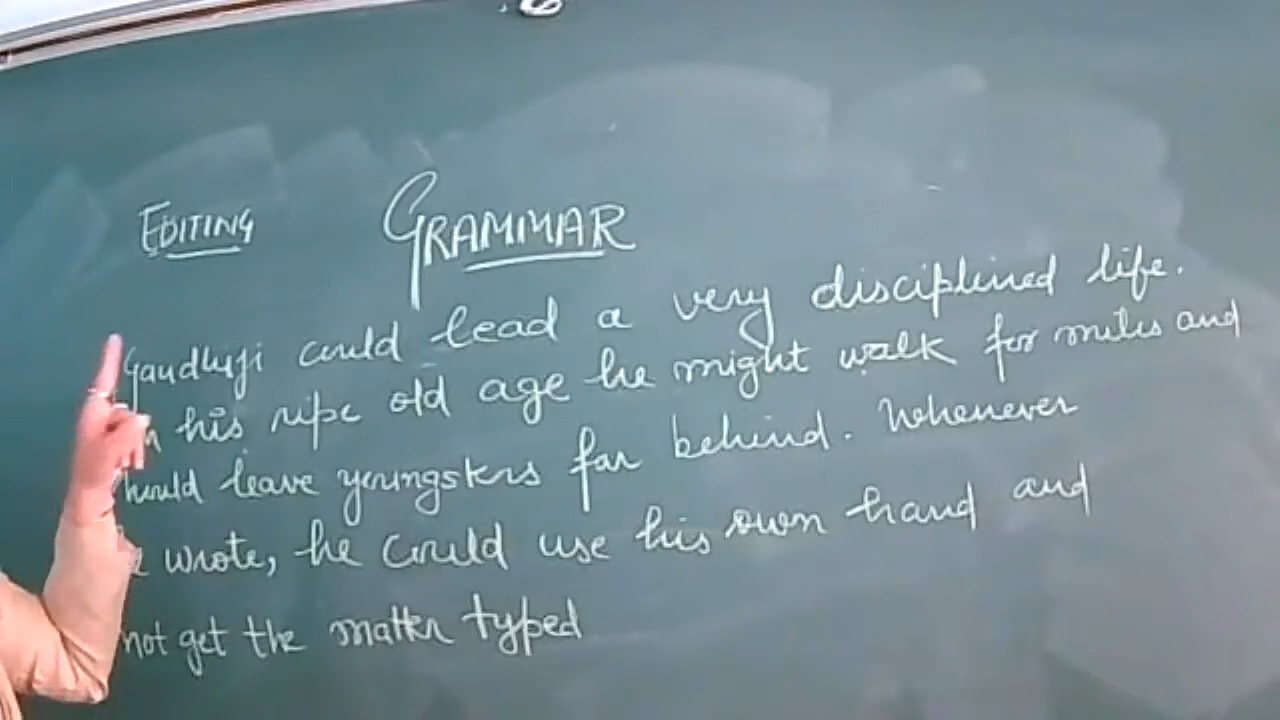 EDITING GRAMMAR
Gandhiji could lead a very disciplined life.
his ripe old age he might walk for miles and
should leave youngsters far behind. Whenever
wrote, he could use his own hand and
not get the matter typed